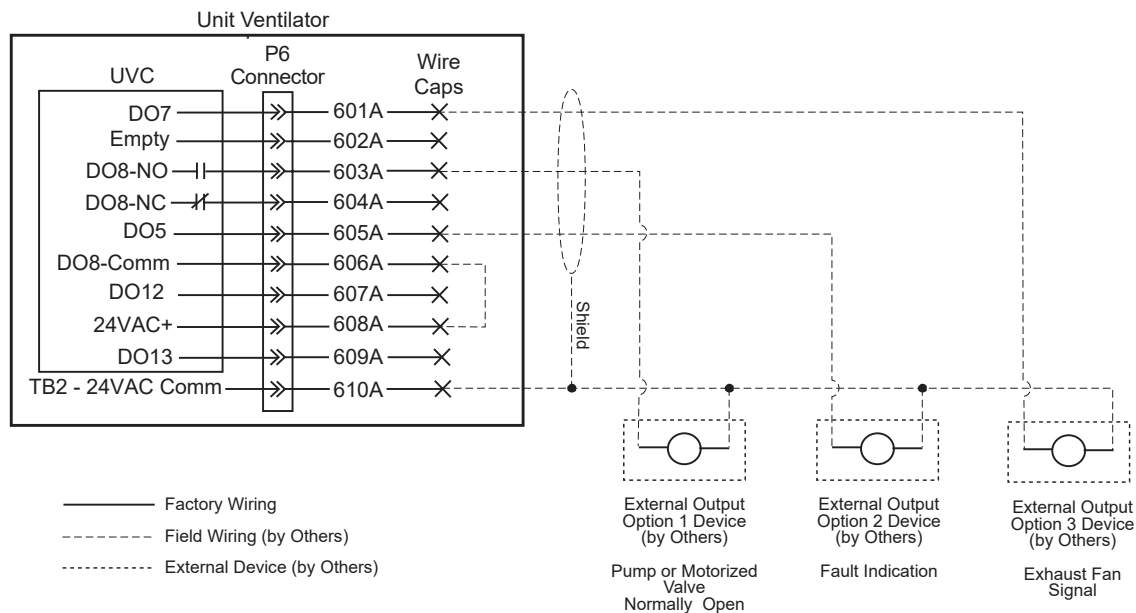 Unit Ventilator
UVC
P6
Connector
Wire
Caps
DO7
601A
Empty
602A
DO8-NO
603A
DO8-NC
604A
DO5
605A
DO8-Comm
606A
DO12
607A
24VAC+
608A
DO13
609A
TB2 - 24VAC Comm
610A
Shield
Factory Wiring
Field Wiring (by Others)
External Device (by Others)
External Output
Option 1 Device
(by Others)
Pump or Motorized
Valve
Normally Open
External Output
Option 2 Device
(by Others)
Fault Indication
External Output
Option 3 Device
(by Others)
Exhaust Fan
Signal